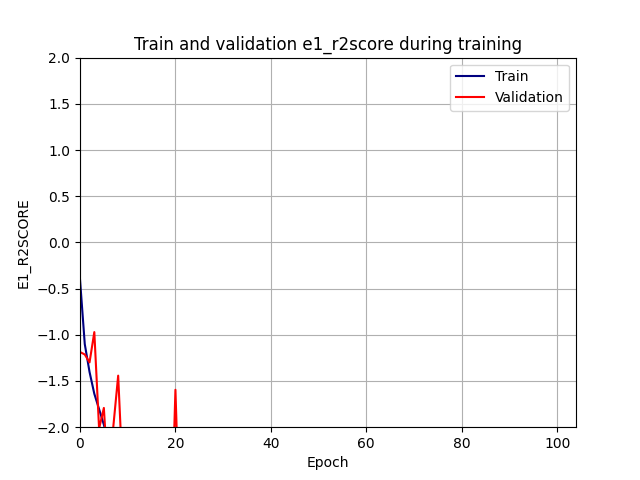 Train and validation e1_r2score during training
Train
Validation
E1_R2SCORE
2.0
1.5
1.0
0.5
0.0
−0.5
−1.0
−1.5
−2.0
0 20 40 60 80 100
Epoch